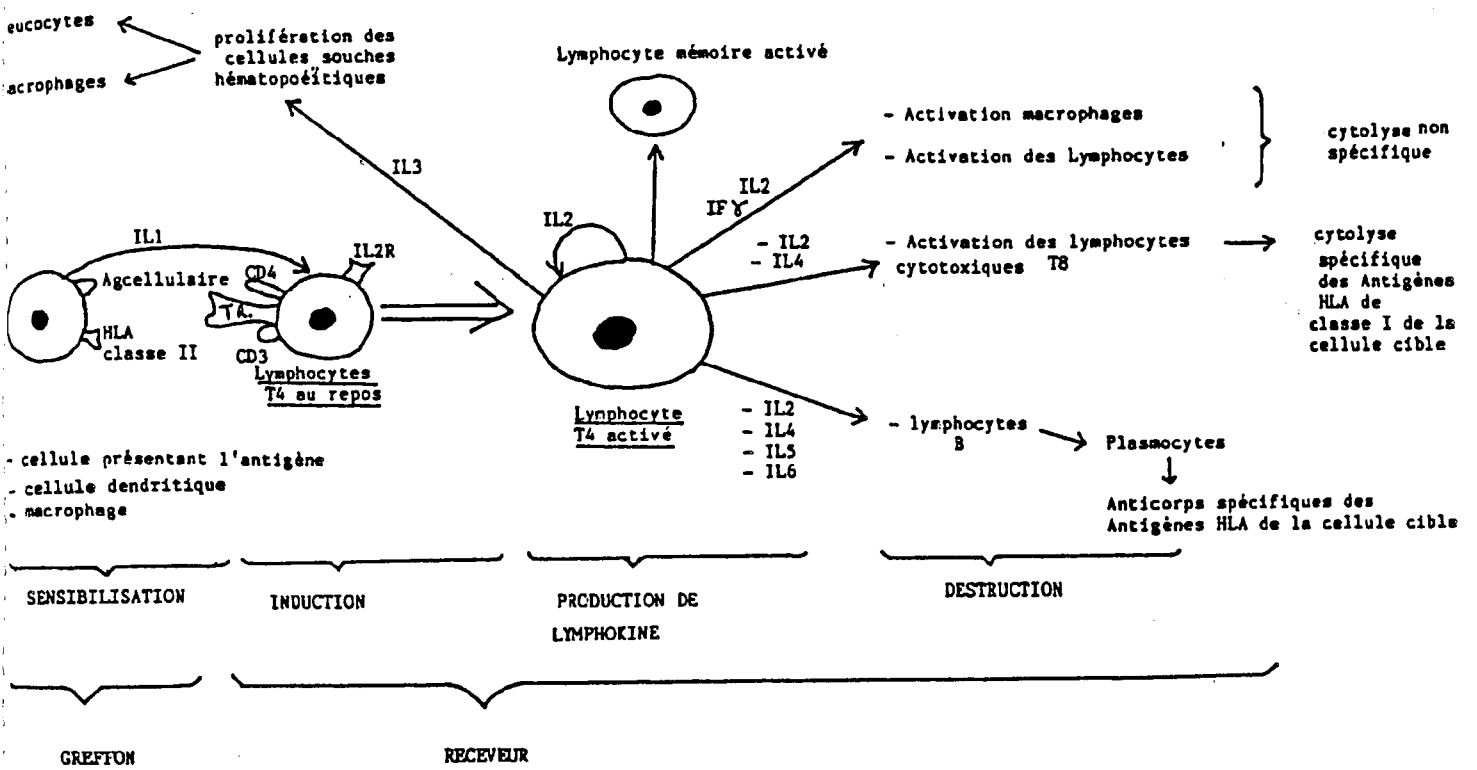 eucocytes
acrophages
prolifération des
cellules souches
hématopoëitiques
Lymphocyte mémoire activé
- Activation macrophages
- Activation des Lymphocytes
cytolyse non
spécifique
IL3
IL2
IFγ
IL2
- IL2
- IL4
- Activation des lymphocytes
cytotoxiques T8
cytolyse
spécifique
des Antigènes
HLA de
classe I de la
cellule cible
IL1
Agcellulaire
HLA
classe II
CD4
IL2R
TR.
CD3
Lymphocytes
T4 au repos
Lymphocyte
T4 activé
- IL2
- IL4
- IL5
- IL6
- lymphocytes
B
Plasmocytes
Anticorps spécifiques des
Antigènes HLA de la cellule cible
- cellule présentant l'antigène
- cellule dendritique
. macrophage
SENSIBILISATION
INDUCTION
PRODUCTION DE
LYMPHOKINE
DESTRUCTION
GREFFON
RECEVEUR